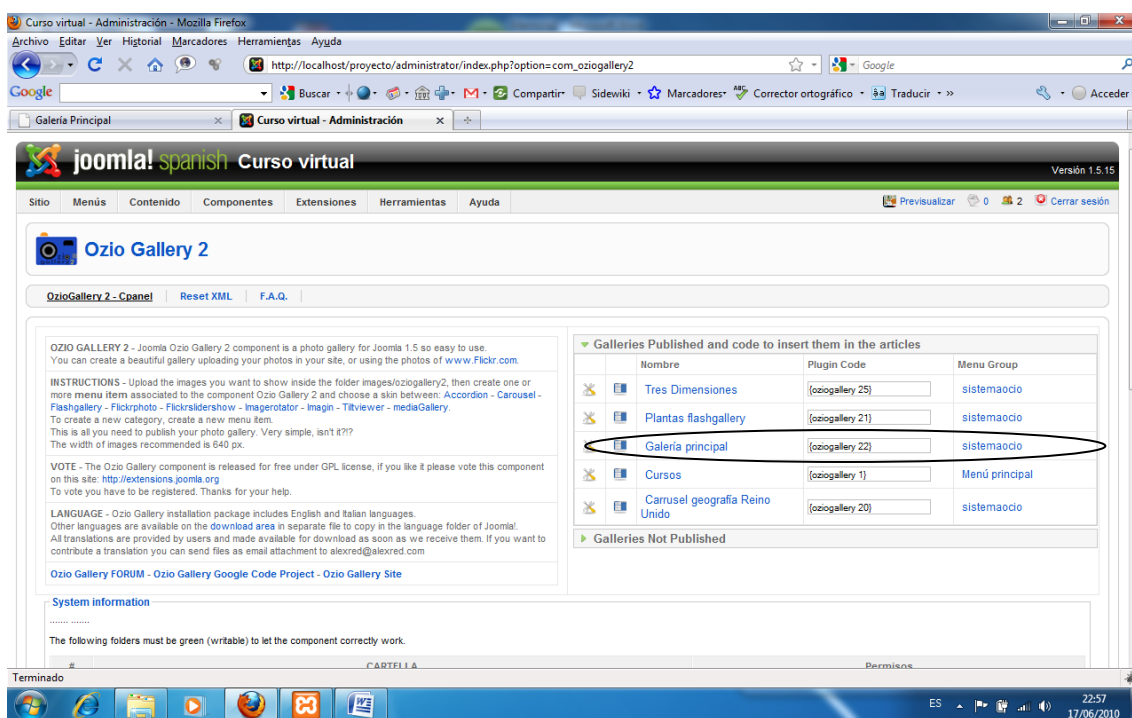 Curso virtual - Administración - Mozilla Firefox
Archivo Editar Ver Historial Marcadores Herramientas Ayuda
http://localhost/proyecto/administrator/index.php?option=com_oziogallery2 Google
Google Buscar Compartir Sidewiki Marcadores ABC Corrector ortográfico Traducir » Acceder
Galería Principal Curso virtual - Administración
joomla! spanish Curso virtual
Versión 1.5.15
Sitio Menús Contenido Componentes Extensiones Herramientas Ayuda Previsualizar 0 2 Cerrar sesión
Ozio Gallery 2
OzioGallery 2 - Cpanel Reset XML F.A.Q.
OZIO GALLERY 2 - Joomla Ozio Gallery 2 component is a photo gallery for Joomla 1.5 so easy to use.
You can create a beautiful gallery uploading your photos in your site, or using the photos of www.Flickr.com.
INSTRUCTIONS - Upload the images you want to show inside the folder images/oziogallery2, then create one or
more menu item associated to the component Ozio Gallery 2 and choose a skin between: Accordion - Carousel -
Flashgallery - Flickrphoto - Flickrslidershow - Imagerotator - Imagin - Tiltviewer - mediaGallery.
To create a new category, create a new menu item.
This is all you need to publish your photo gallery. Very simple, isn't it?!?
The width of images recommended is 640 px.
VOTE - The Ozio Gallery component is released for free under GPL license, if you like it please vote this component
on this site: http://extensions.joomla.org
To vote you have to be registered. Thanks for your help.
LANGUAGE - Ozio Gallery installation package includes English and Italian languages.
Other languages are available on the download area in separate file to copy in the language folder of Joomla!.
All translations are provided by users and made available for download as soon as we receive them. If you want to
contribute a translation you can send files as email attachment to alexred@alexred.com
Ozio Gallery FORUM - Ozio Gallery Google Code Project - Ozio Gallery Site
Galleries Published and code to insert them in the articles
Nombre Plugin Code Menu Group
Tres Dimensiones {oziogallery 25} sistemaocio
Plantas flashgallery {oziogallery 21} sistemaocio
Galería principal {oziogallery 22} sistemaocio
Cursos {oziogallery 1} Menú principal
Carrusel geografía Reino
Unido {oziogallery 20} sistemaocio
Galleries Not Published
System information
....... .......
The following folders must be green (writable) to let the component correctly work.
# CARTELLA Permisos
Terminado
ES 22:57
17/06/2010